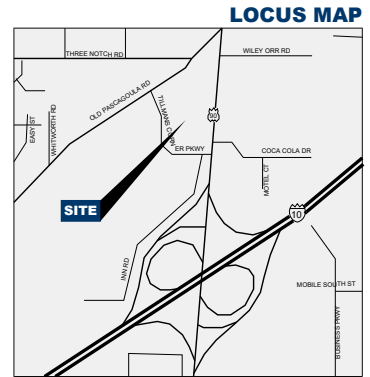 LOCUS MAP
THREE NOTCH RD
WILEY ORR RD
OLD PASCAGOULA RD
TILLMANS CORN
ER PKWY
90
EASY ST
WHITWORTH RD
COCA COLA DR
MOTEL CT
SITE
10
INN RD
MOBILE SOUTH ST
BUSINESS PKWY